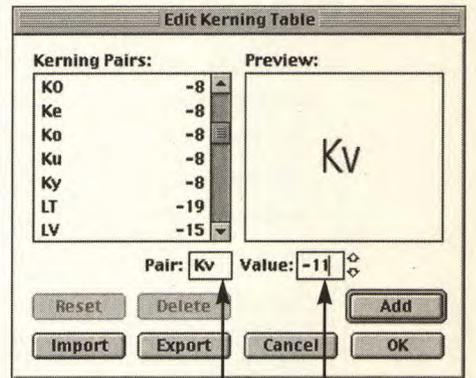 Edit Kerning Table
Kerning Pairs: Preview:
KO -8
Ke -8
Ko -8
Ku -8
Ky -8
LT -19
LV -15
Kv
Pair: Kv Value: -11
Reset Delete Add
Import Export Cancel OK